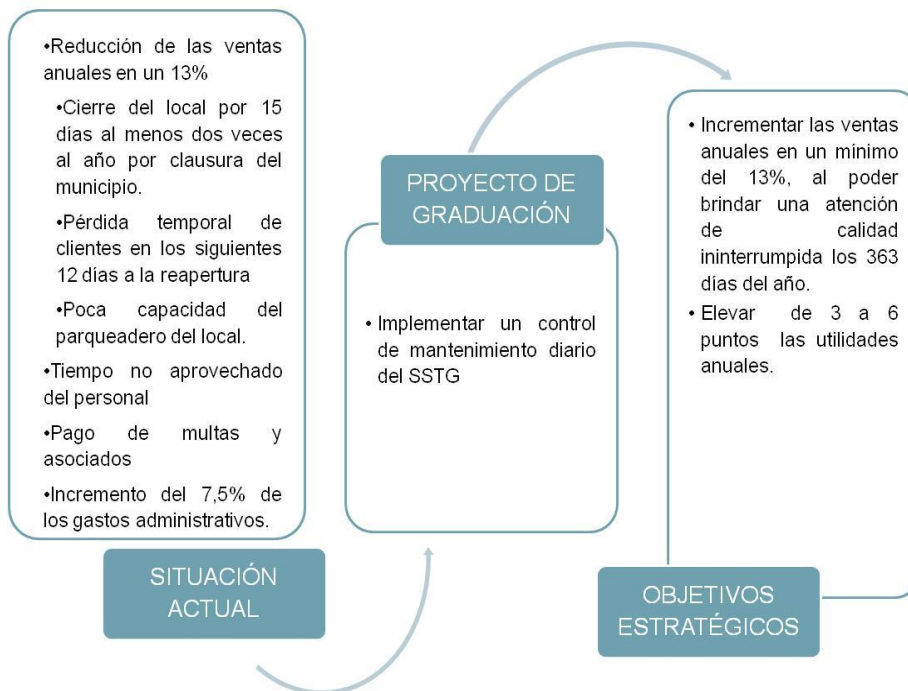 •Reducción de las ventas
anuales en un 13%
•Cierre del local por 15
días al menos dos veces
al año por clausura del
municipio.
•Pérdida temporal de
clientes en los siguientes
12 días a la reapertura
•Poca capacidad del
parqueadero del local.
•Tiempo no aprovechado
del personal
•Pago de multas y
asociados
•Incremento del 7,5% de
los gastos administrativos.
SITUACIÓN
ACTUAL
PROYECTO DE
GRADUACIÓN
• Implementar un control
de mantenimiento diario
del SSTG
• Incrementar las ventas
anuales en un mínimo
del 13%, al poder
brindar una atención
de calidad
ininterrumpida los 363
días del año.
• Elevar de 3 a 6
puntos las utilidades
anuales.
OBJETIVOS
ESTRATÉGICOS